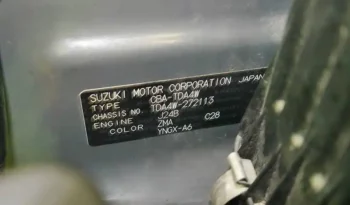 SUZUKI MOTOR CORPORATION JAPAN
TYPE CBA-TDA4W
CHASSIS NO. TDA4W-272113
ENGINE J24B
COLOR ZMA C28
YNGX-A6